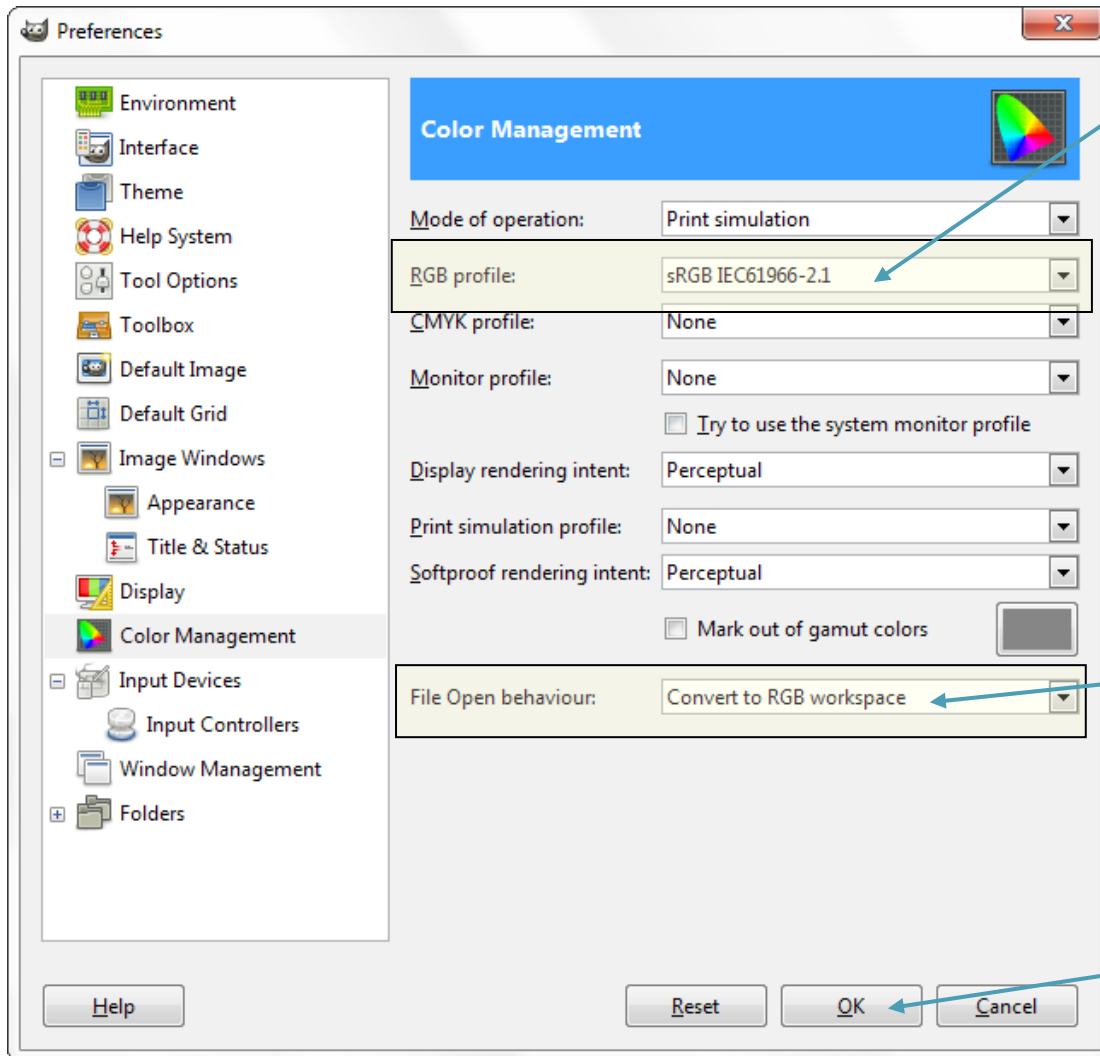 Preferences
Environment
Interface
Theme
Help System
Tool Options
Toolbox
Default Image
Default Grid
Image Windows
Appearance
Title & Status
Display
Color Management
Input Devices
Input Controllers
Window Management
Folders
Color Management
Mode of operation: Print simulation
RGB profile: sRGB IEC61966-2.1
CMYK profile: None
Monitor profile: None
Try to use the system monitor profile
Display rendering intent: Perceptual
Print simulation profile: None
Softproof rendering intent: Perceptual
Mark out of gamut colors
File Open behaviour: Convert to RGB workspace
Help Reset OK Cancel